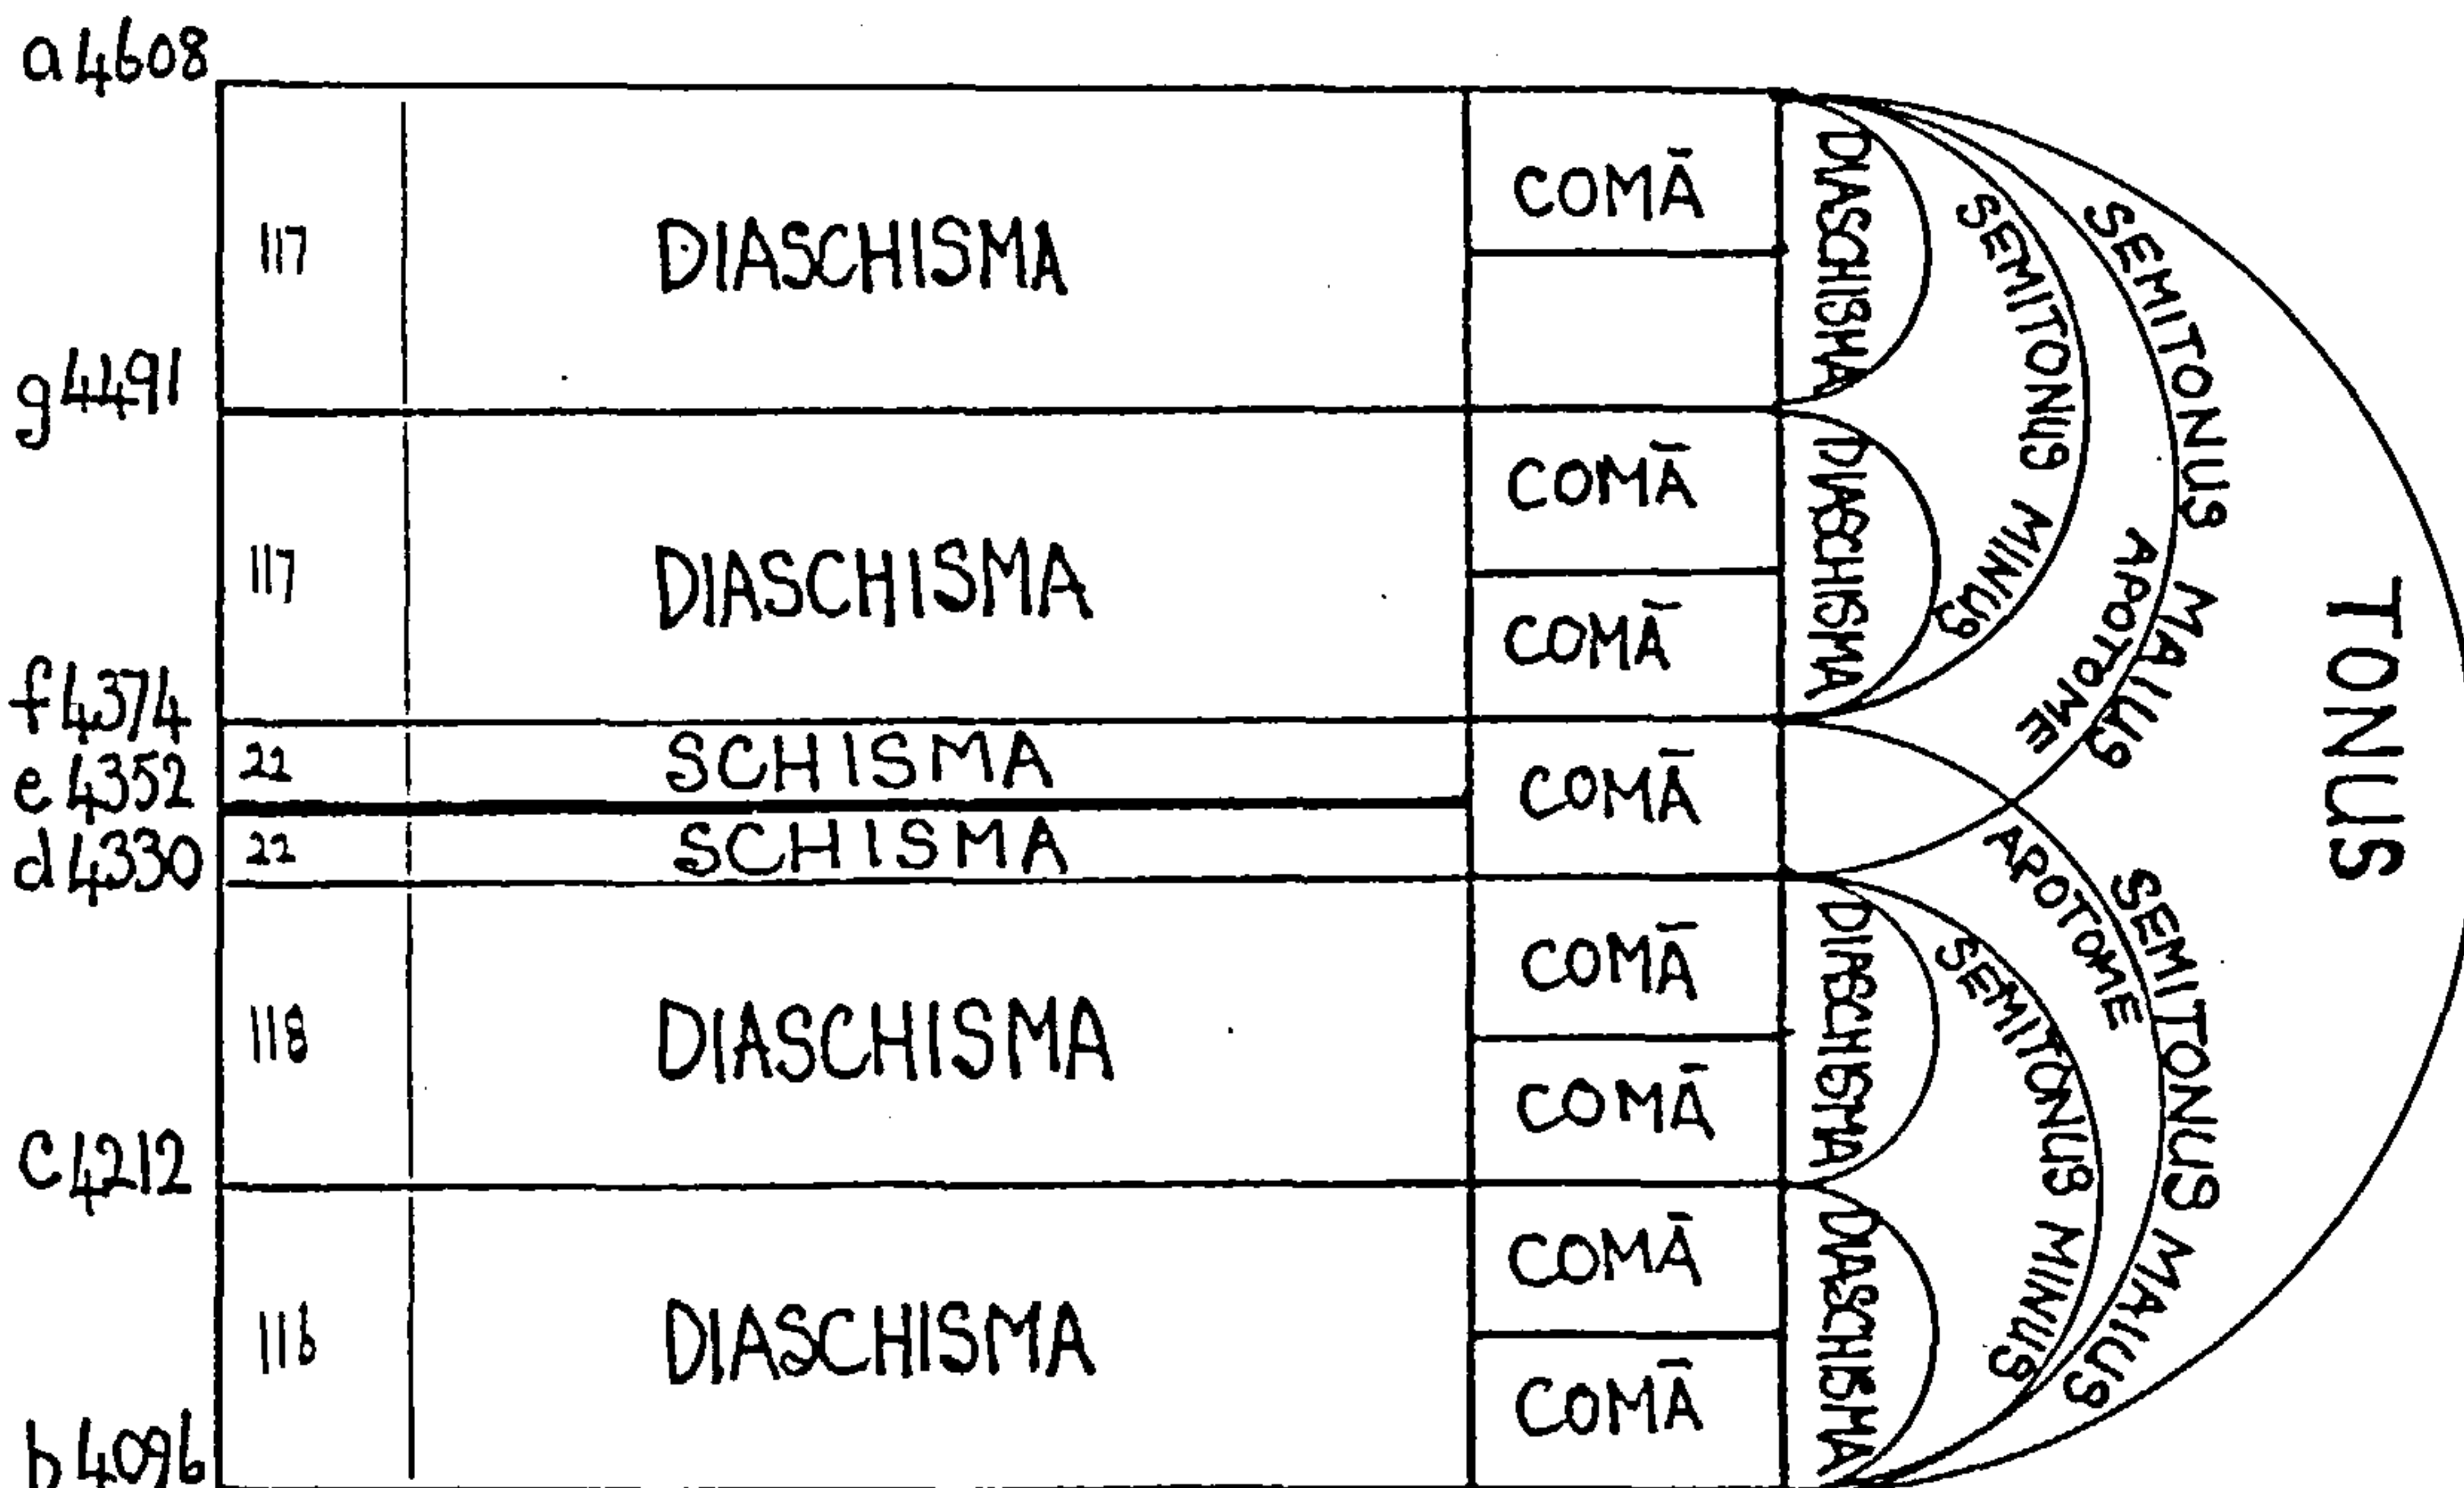 a 4608
117 DIASCHISMA COMĀ DIASCHISMA
g 4491
117 DIASCHISMA COMĀ COMĀ DIASCHISMA
f 4374
22 SCHISMA COMĀ
e 4352
22 SCHISMA
d 4330
118 DIASCHISMA COMĀ COMĀ DIASCHISMA
c 4212
116 DIASCHISMA COMĀ COMĀ DIASCHISMA
b 4096
SEMITONUS MINUS
SEMITONUS MAIUS
APOTOME
APOTOME
SEMITONUS MAIUS
SEMITONUS MINUS
TONUS